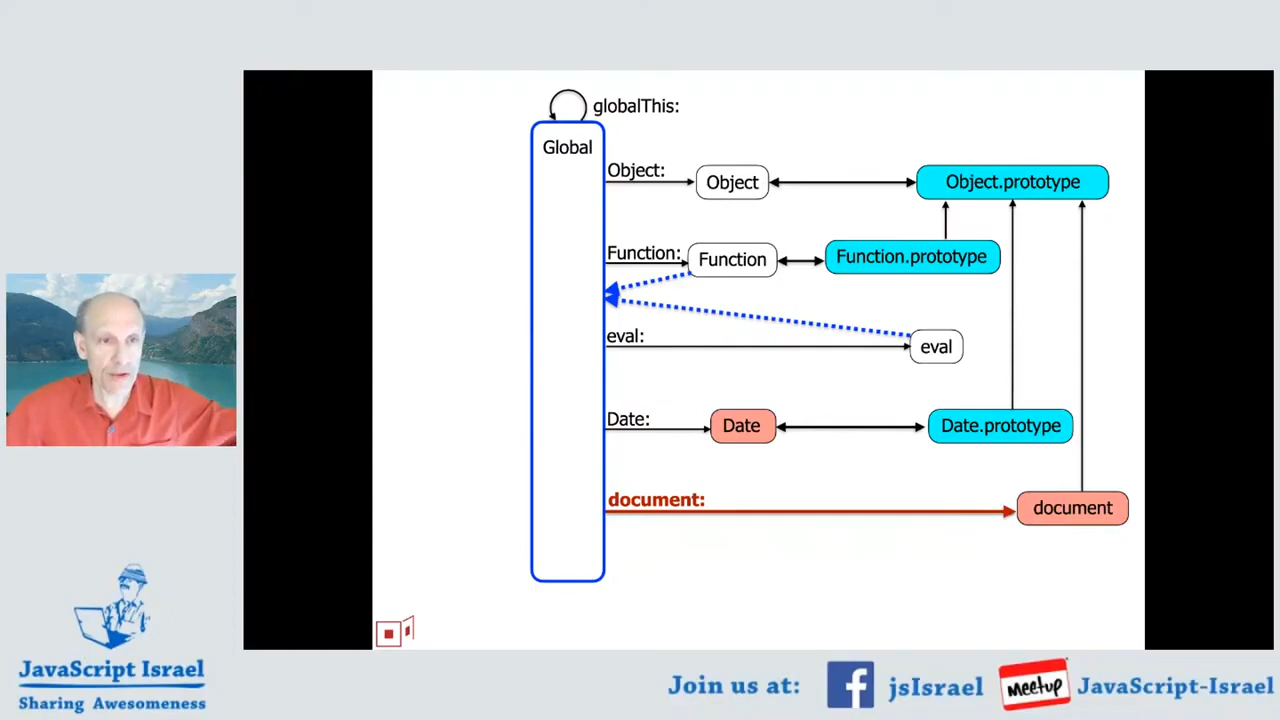 globalThis:
Global
Object:
Object
Object.prototype
Function:
Function
Function.prototype
eval:
eval
Date:
Date
Date.prototype
document:
document
JavaScript Israel
Sharing Awesomeness
Join us at:
jsIsrael
meetup
JavaScript-Israel